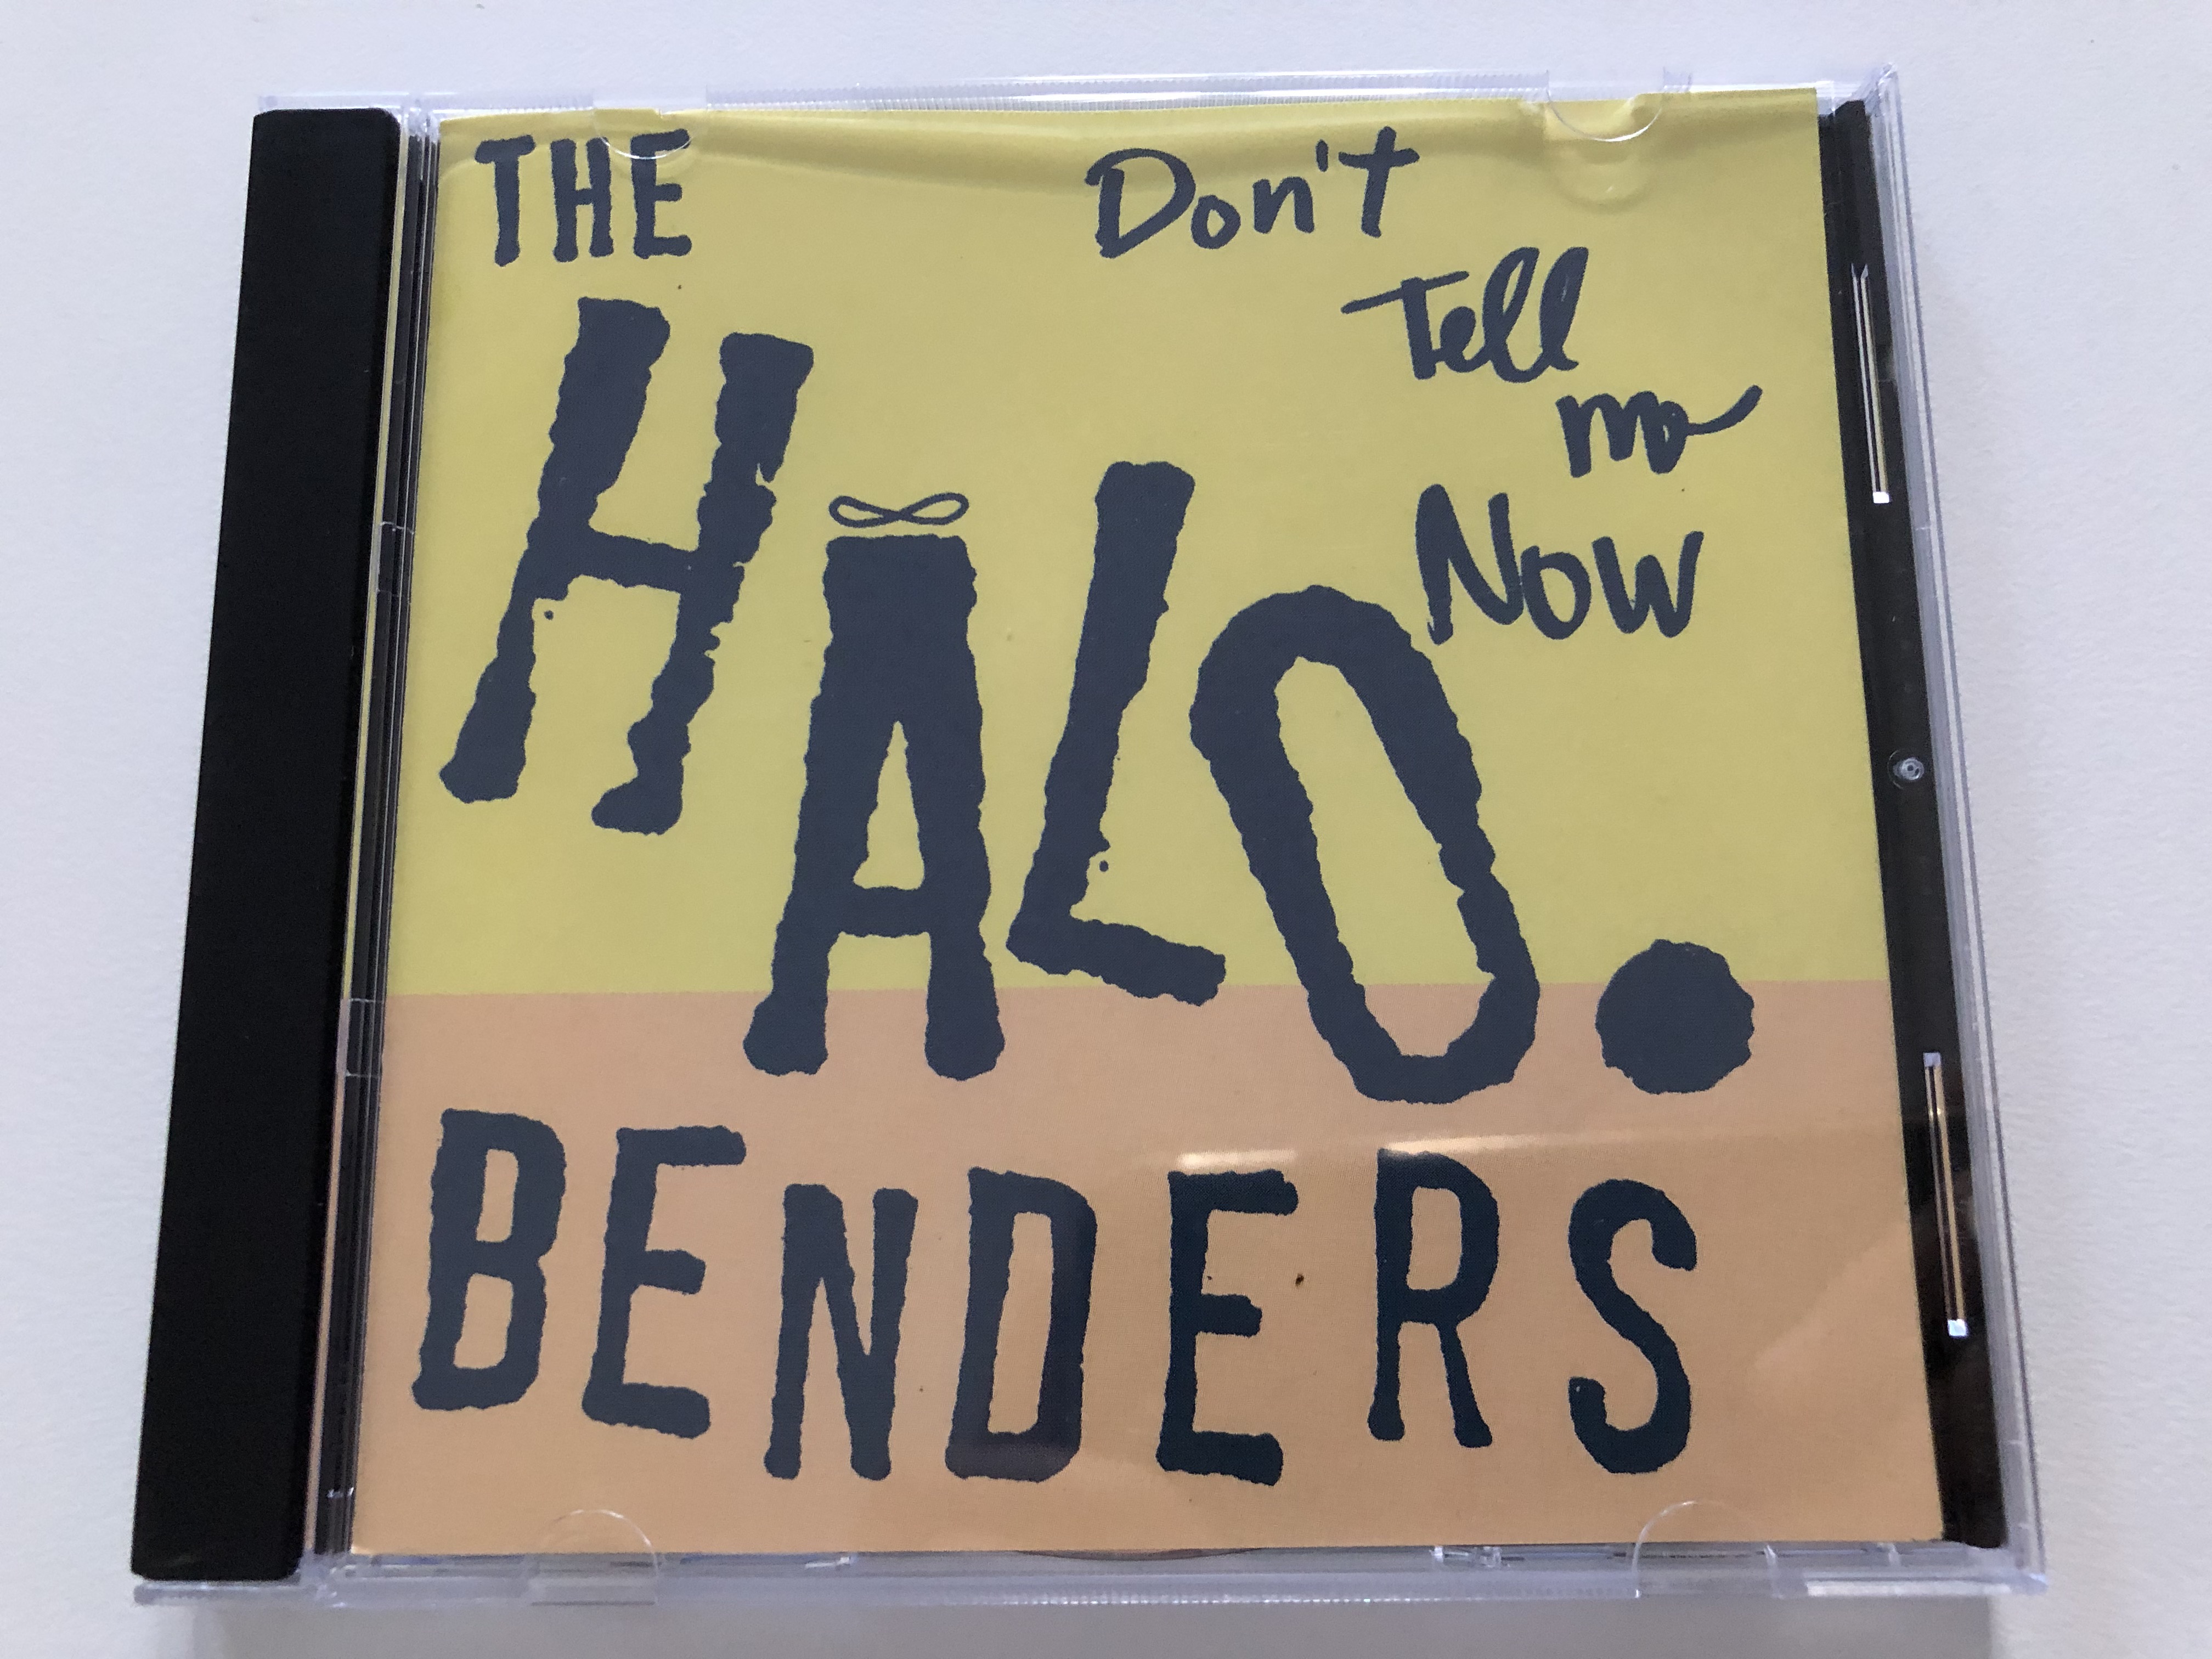 THE
HALO.
BENDERS
Don't
Tell
me
Now